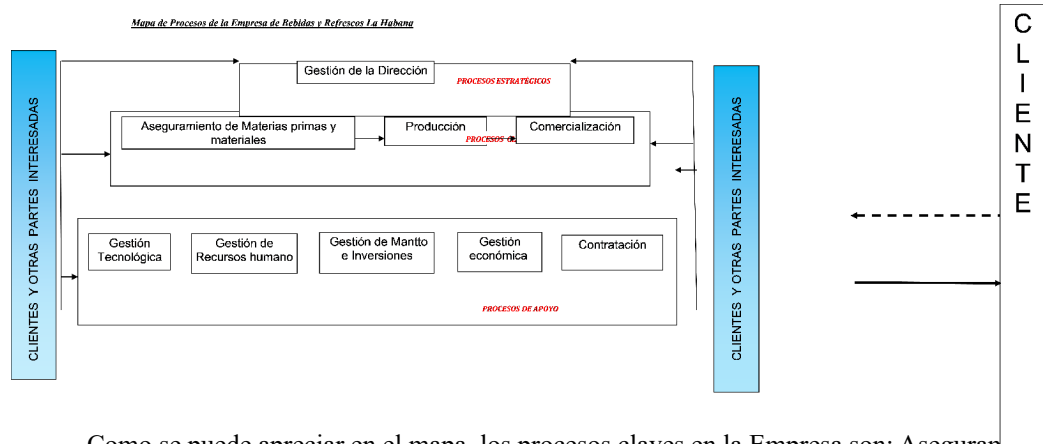 Mapa de Procesos de la Empresa de Bebidas y Refrescos La Habana
CLIENTES Y OTRAS PARTES INTERESADAS
Gestión de la Dirección
PROCESOS ESTRATÉGICOS
Aseguramiento de Materias primas y
materiales
Producción
PROCESOS
Comercialización
Gestión
Tecnológica
Gestión de
Recursos humano
Gestión de Mantto
e Inversiones
Gestión
económica
Contratación
PROCESOS DE APOYO
CLIENTES Y OTRAS PARTES INTERESADAS
C
L
I
E
N
T
E
Como se puede apreciar en el mapa, los procesos claves en la Empresa son: